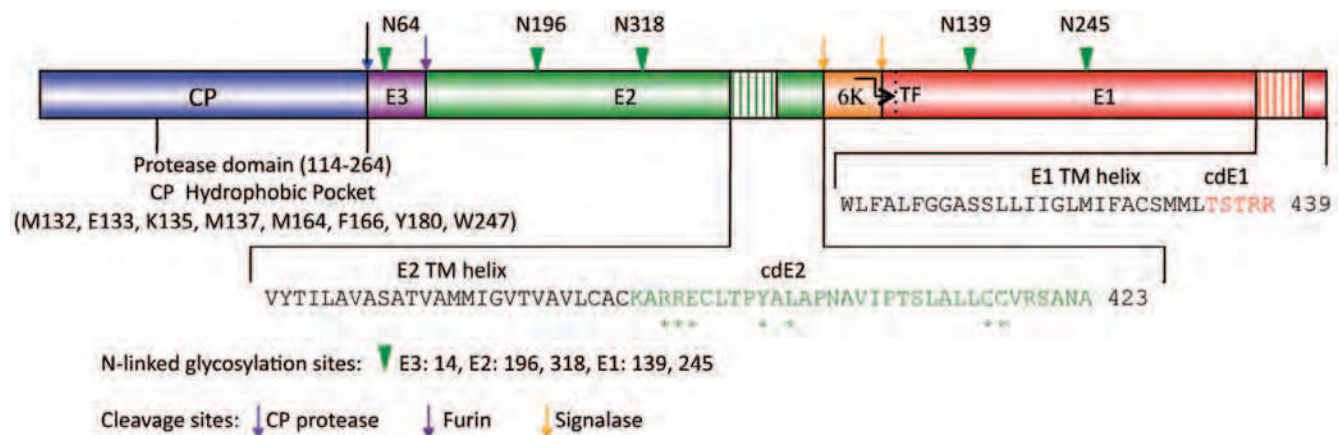 N64 N196 N318 N139 N245
CP E3 E2 6K TF E1
Protease domain (114-264)
CP Hydrophobic Pocket
(M132, E133, K135, M137, M164, F166, Y180, W247)
E1 TM helix cdE1
WLFALFGGASSLLIIGLMIFACSMMLTSTRR 439
E2 TM helix cdE2
VYTILAVASATVAMMIGVTVAVLCACKARRECLTPYALAPNAVIPTSLALLCCVRSANA 423
*** * * **
N-linked glycosylation sites: E3: 14, E2: 196, 318, E1: 139, 245
Cleavage sites: CP protease Furin Signalase